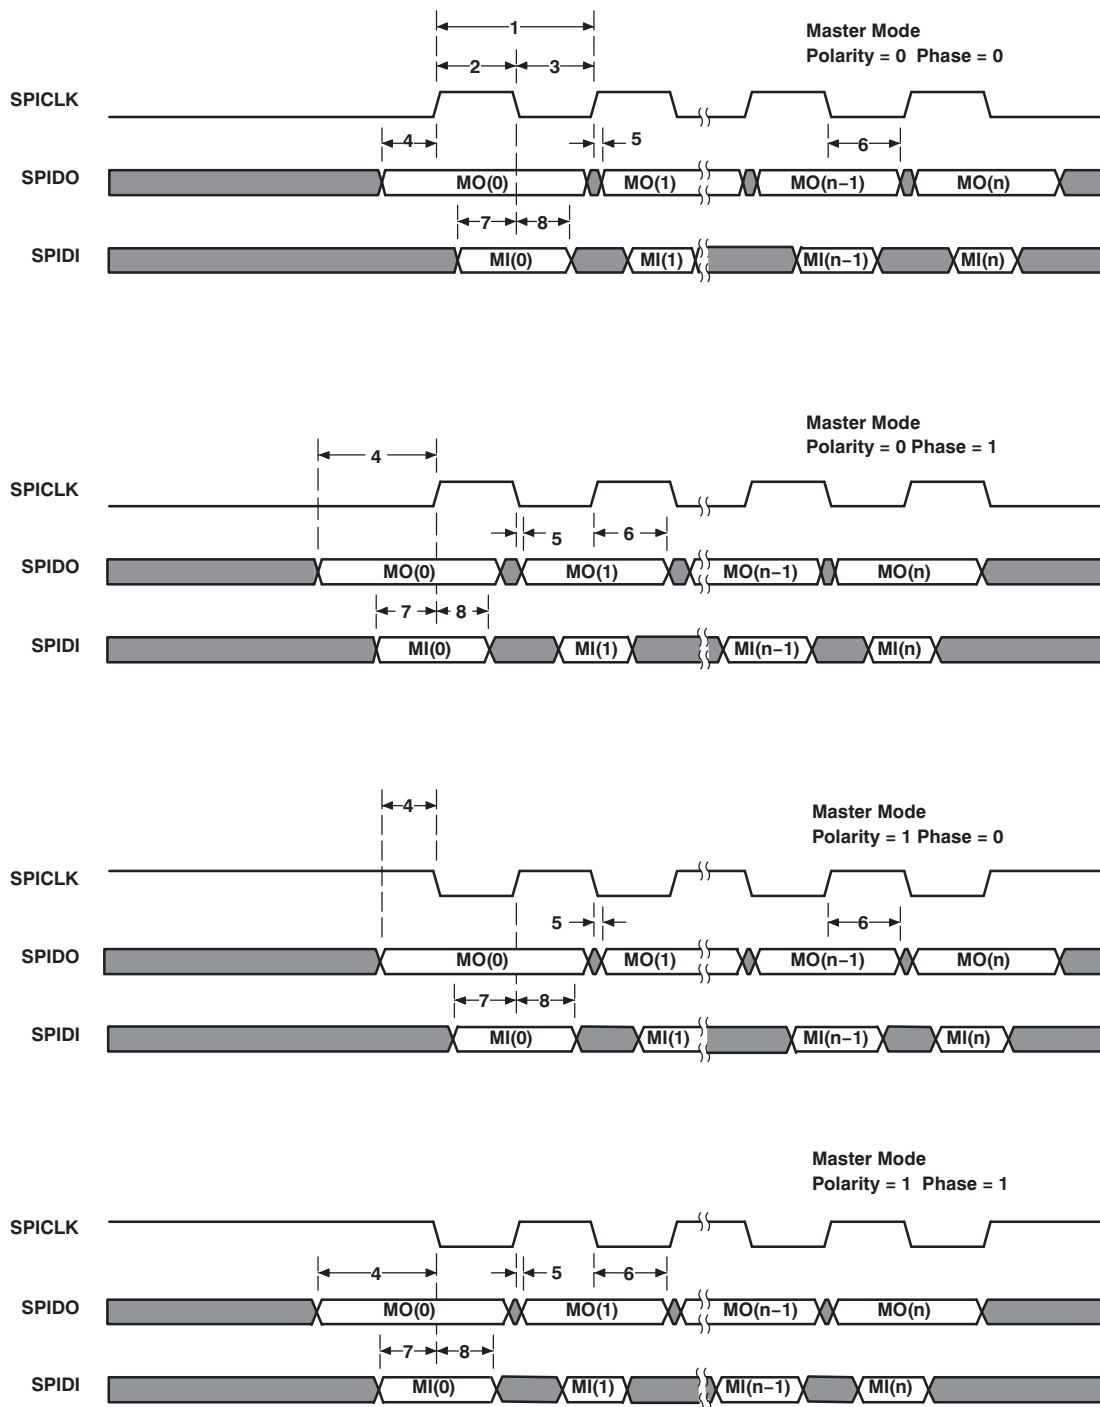 1
Master Mode
Polarity = 0 Phase = 0
2 3
SPICLK
4 5 6
SPIDO MO(0) MO(1) MO(n−1) MO(n)
7 8
SPIDI MI(0) MI(1) MI(n−1) MI(n)
Master Mode
Polarity = 0 Phase = 1
4
SPICLK
5 6
SPIDO MO(0) MO(1) MO(n−1) MO(n)
7 8
SPIDI MI(0) MI(1) MI(n−1) MI(n)
4
Master Mode
Polarity = 1 Phase = 0
SPICLK
5 6
SPIDO MO(0) MO(1) MO(n−1) MO(n)
7 8
SPIDI MI(0) MI(1) MI(n−1) MI(n)
Master Mode
Polarity = 1 Phase = 1
SPICLK
4 5 6
SPIDO MO(0) MO(1) MO(n−1) MO(n)
7 8
SPIDI MI(0) MI(1) MI(n−1) MI(n)